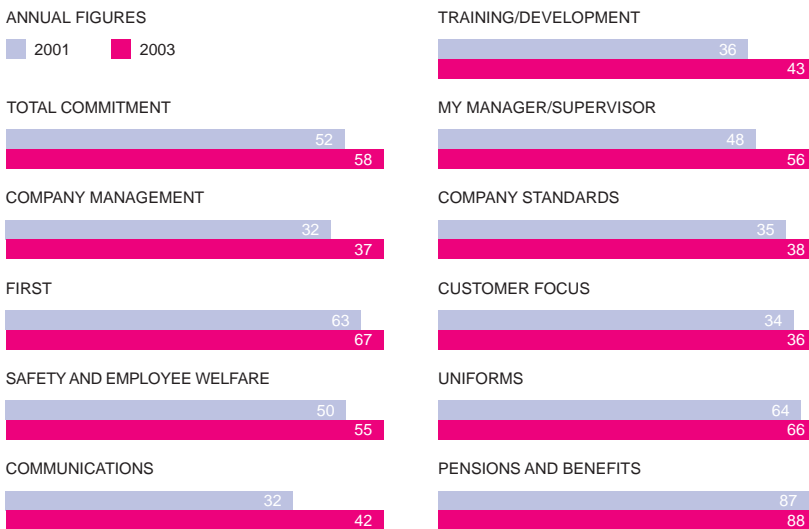 ANNUAL FIGURES
2001 2003
TOTAL COMMITMENT
52
58
COMPANY MANAGEMENT
32
37
FIRST
63
67
SAFETY AND EMPLOYEE WELFARE
50
55
COMMUNICATIONS
32
42
TRAINING/DEVELOPMENT
36
43
MY MANAGER/SUPERVISOR
48
56
COMPANY STANDARDS
35
38
CUSTOMER FOCUS
34
36
UNIFORMS
64
66
PENSIONS AND BENEFITS
87
88